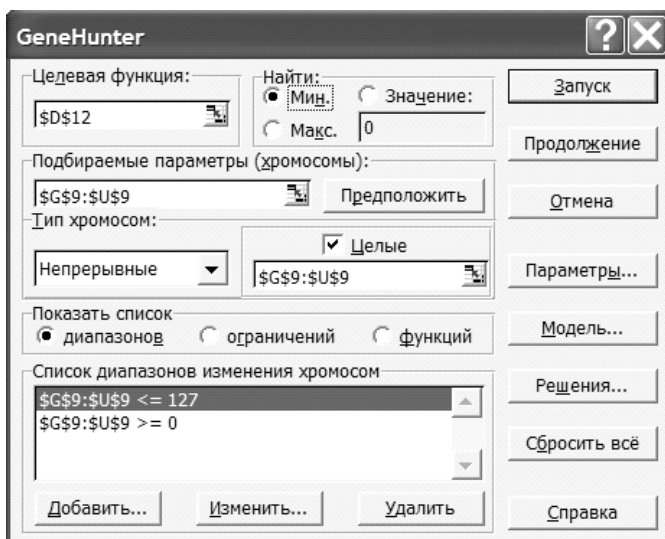 GeneHunter
Целевая функция:
$D$12
Найти:
Мин.
Значение:
Макс.
0
Подбираемые параметры (хромосомы):
$G$9:$U$9
Предположить
Тип хромосом:
Непрерывные
Целые
$G$9:$U$9
Показать список
диапазонов
ограничений
функций
Список диапазонов изменения хромосом
$G$9:$U$9 <= 127
$G$9:$U$9 >= 0
Добавить...
Изменить...
Удалить
Запуск
Продолжение
Отмена
Параметры...
Модель...
Решения...
Сбросить всё
Справка